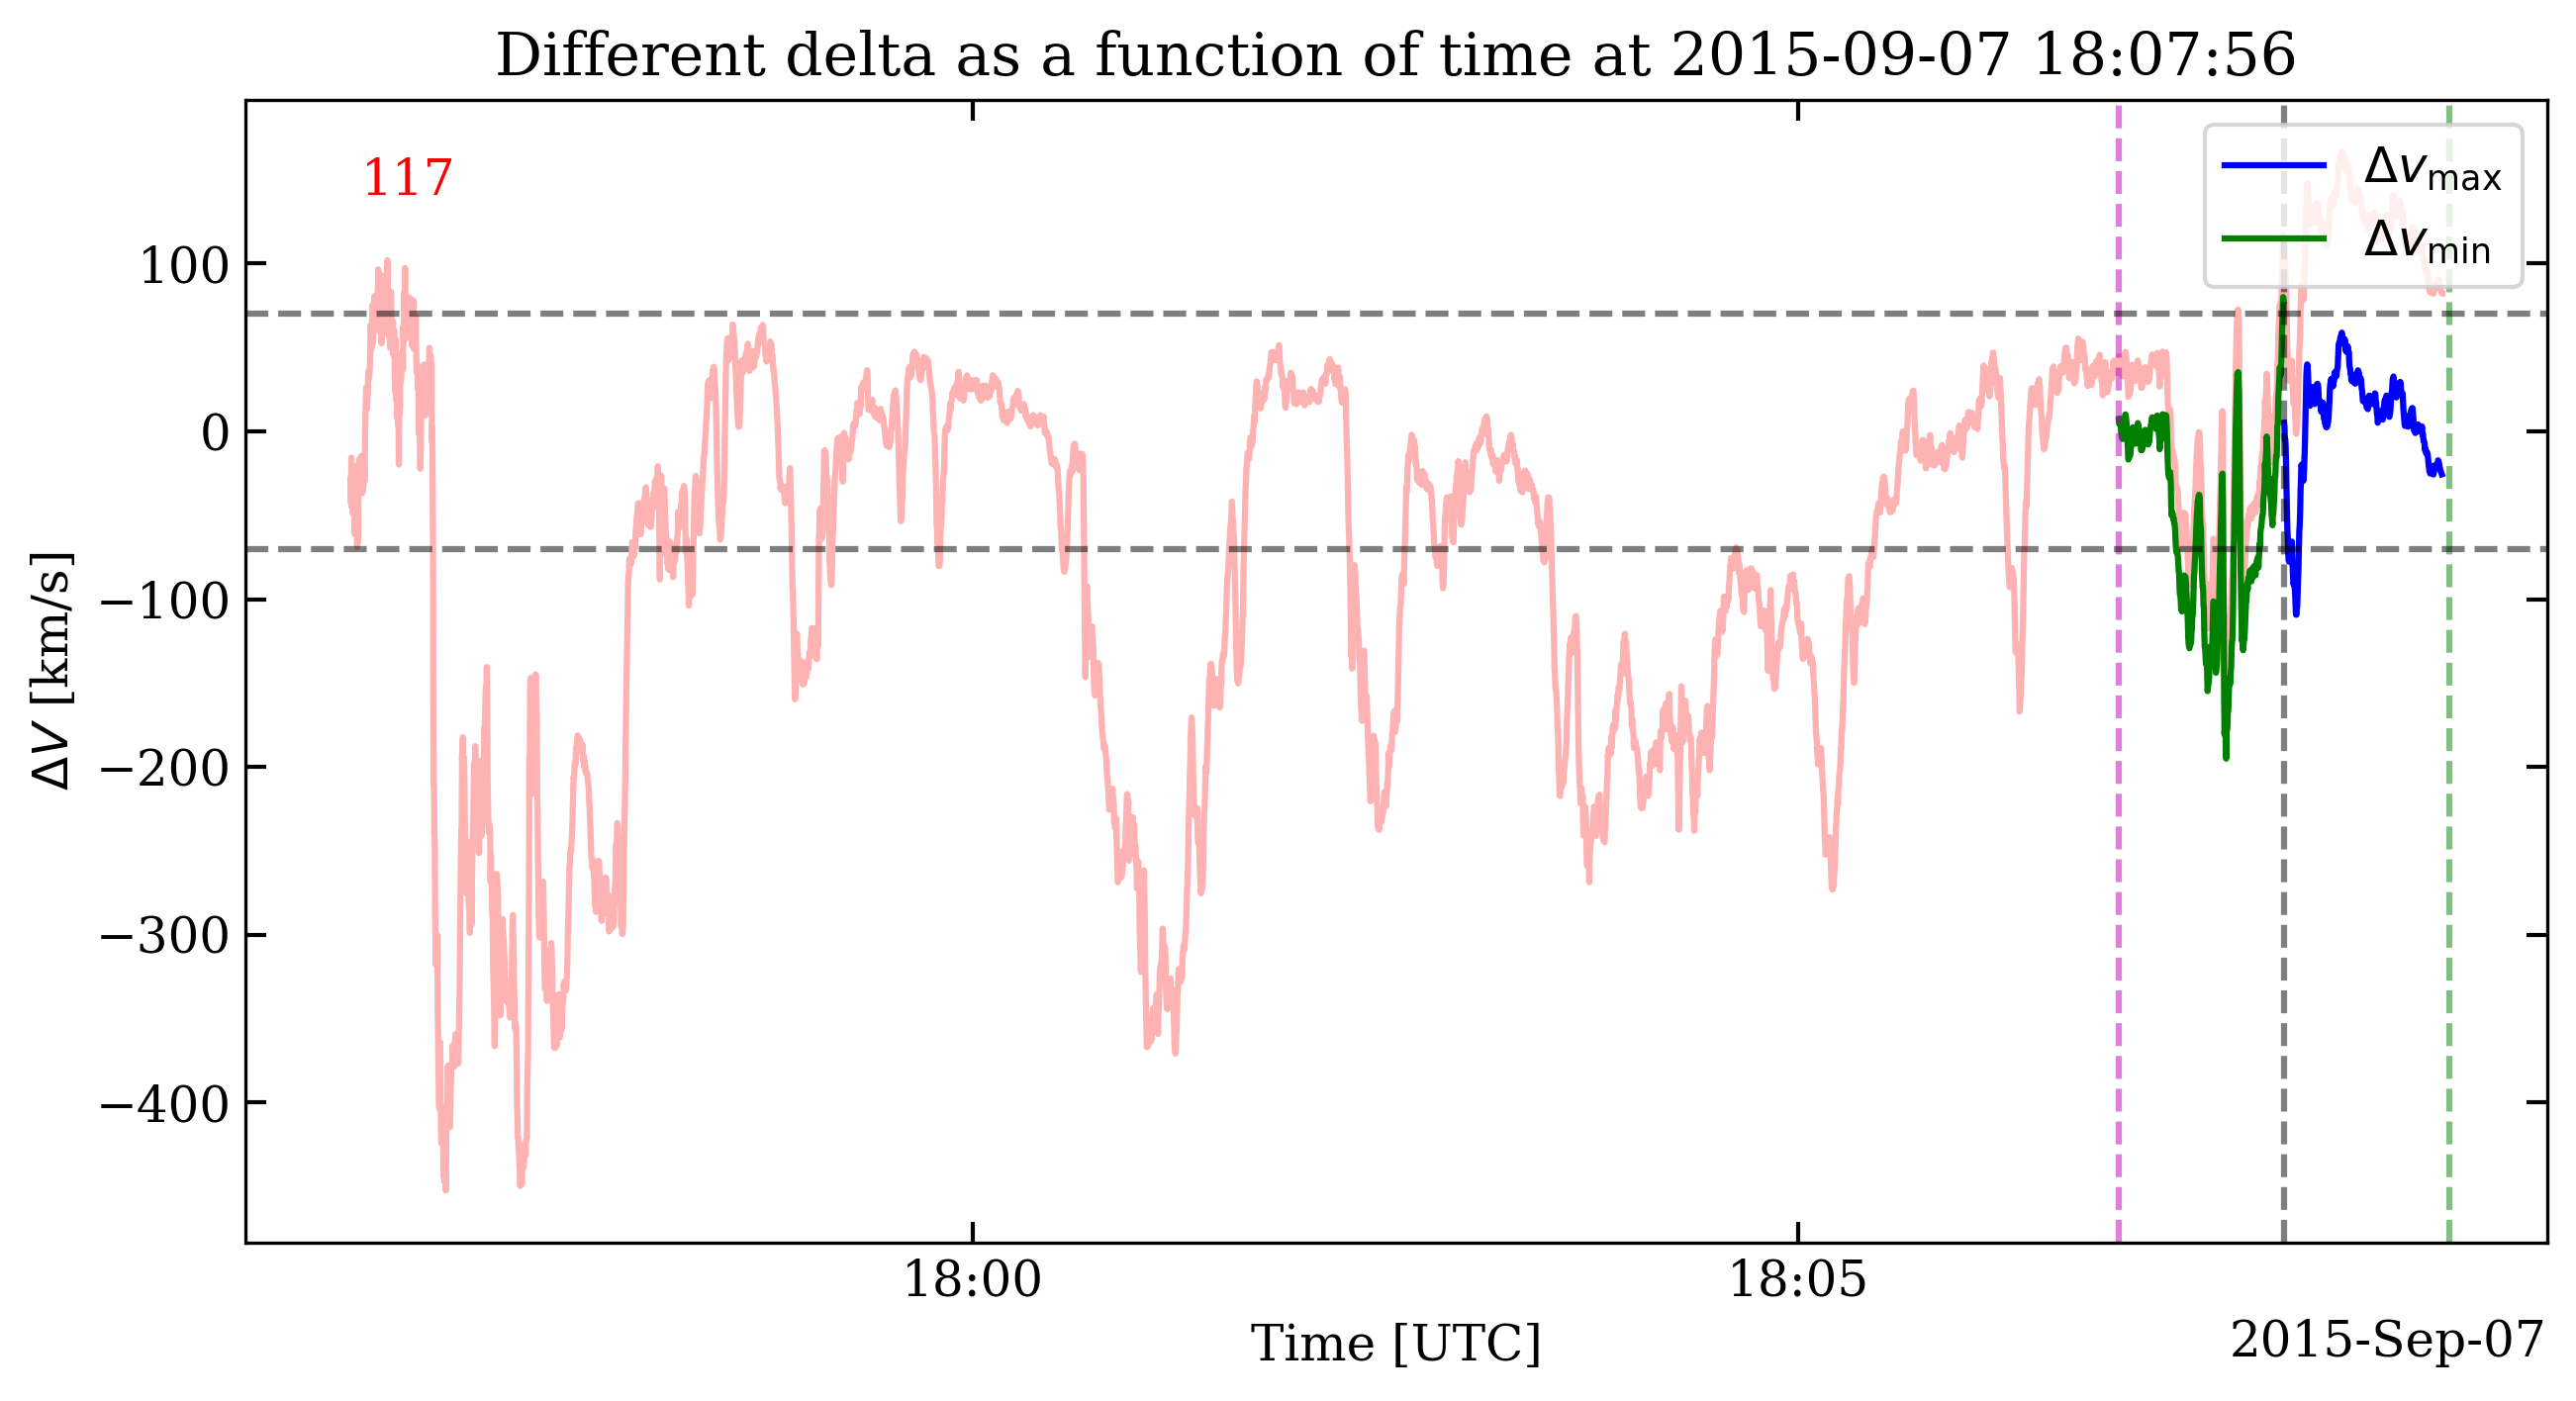 Different delta as a function of time at 2015-09-07 18:07:56
117
Δv_max
Δv_min
100
0
−100
−200
−300
−400
ΔV [km/s]
18:00
18:05
Time [UTC]
2015-Sep-07